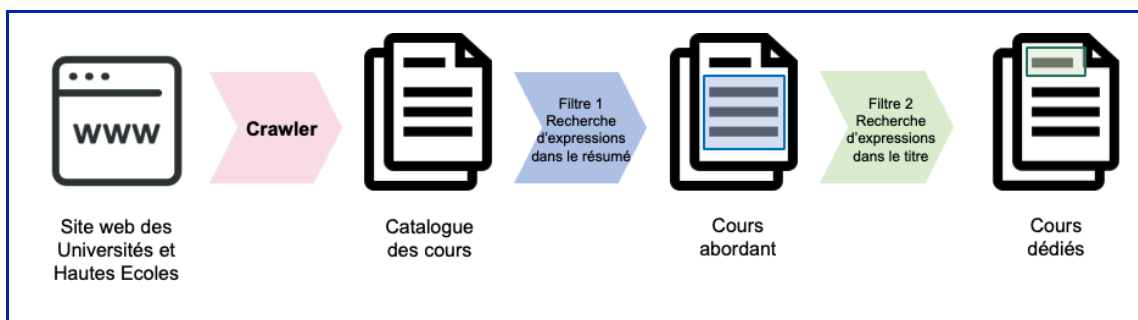 www
Site web des
Universités et
Hautes Ecoles
Crawler
Catalogue
des cours
Filtre 1
Recherche
d'expressions
dans le résumé
Cours
abordant
Filtre 2
Recherche
d'expressions
dans le titre
Cours
dédiés